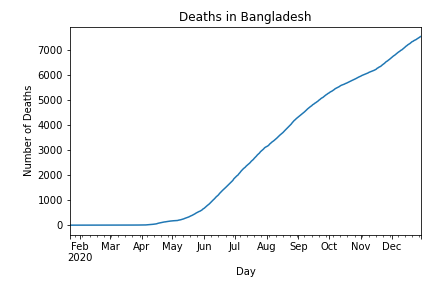 Deaths in Bangladesh
Number of Deaths
7000
6000
5000
4000
3000
2000
1000
0
Feb Mar Apr May Jun Jul Aug Sep Oct Nov Dec
2020
Day